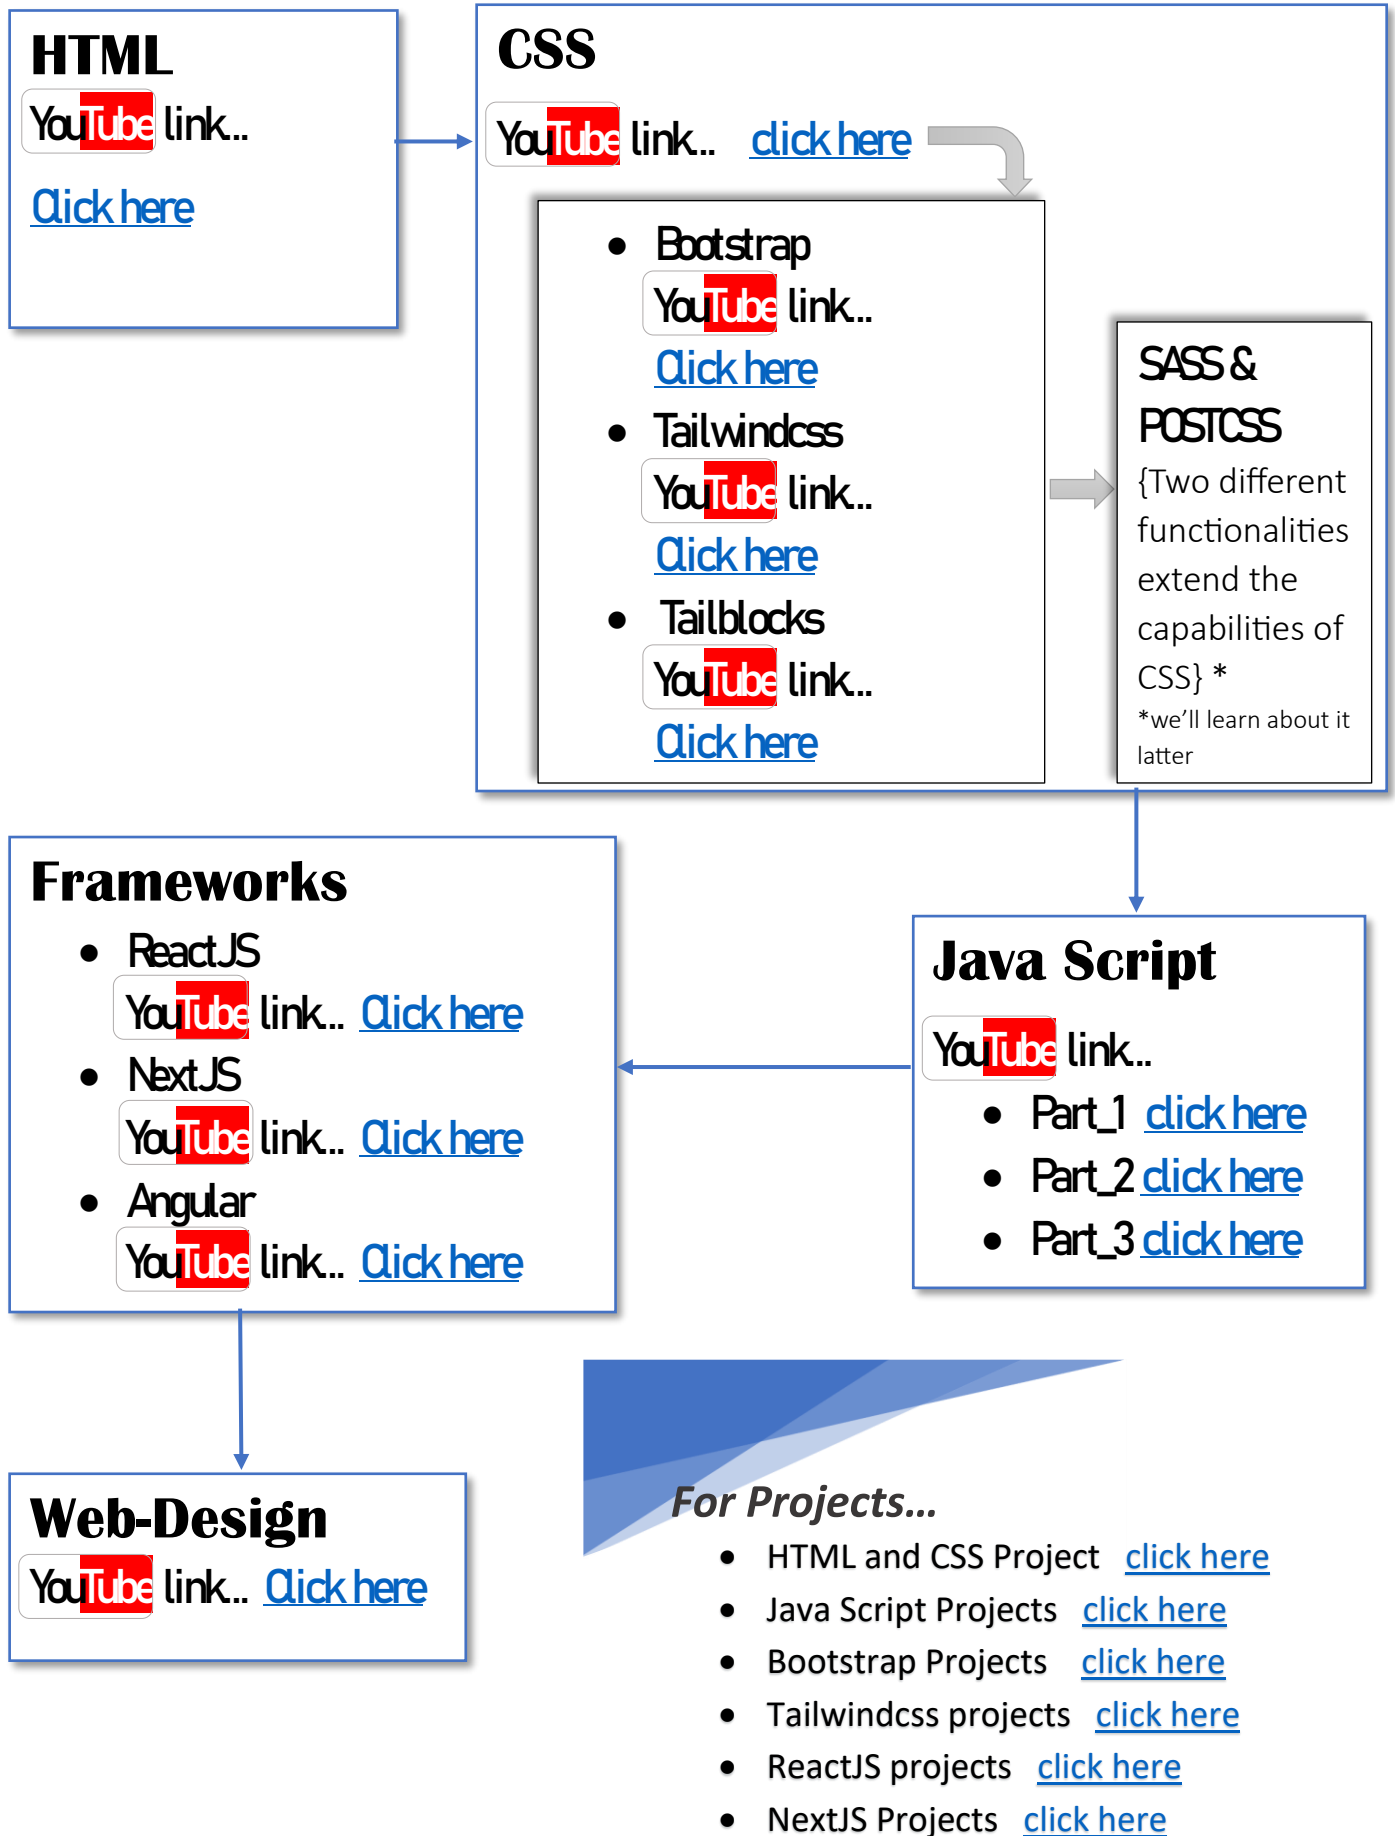 HTML
YouTube link...
Click here
CSS
YouTube link... click here
• Bootstrap
YouTube link...
Click here
• Tailwindcss
YouTube link...
Click here
• Tailblocks
YouTube link...
Click here
SASS &
POSTCSS
{Two different
functionalities
extend the
capabilities of
CSS} *
*we'll learn about it
latter
Java Script
YouTube link...
• Part_1 click here
• Part_2 click here
• Part_3 click here
Frameworks
• ReactJS
YouTube link... Click here
• NextJS
YouTube link... Click here
• Angular
YouTube link... Click here
Web-Design
YouTube link... Click here
For Projects...
• HTML and CSS Project click here
• Java Script Projects click here
• Bootstrap Projects click here
• Tailwindcss projects click here
• ReactJS projects click here
• NextJS Projects click here